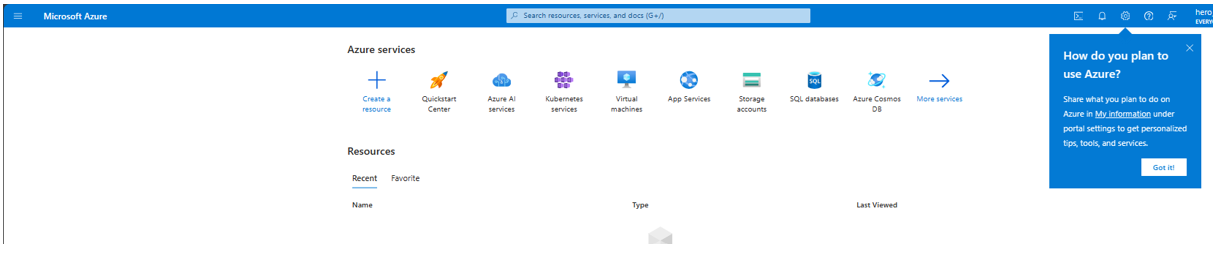 Microsoft Azure
Search resources, services, and docs (G+/)
hero
EVERY
Azure services
Create a
resource
Quickstart
Center
Azure AI
services
Kubernetes
services
Virtual
machines
App Services
Storage
accounts
SQL
SQL databases
Azure Cosmos
DB
More services
How do you plan to
use Azure?
Share what you plan to do on
Azure in My information under
portal settings to get personalized
tips, tools, and services.
Got it!
Resources
Recent Favorite
Name Type Last Viewed